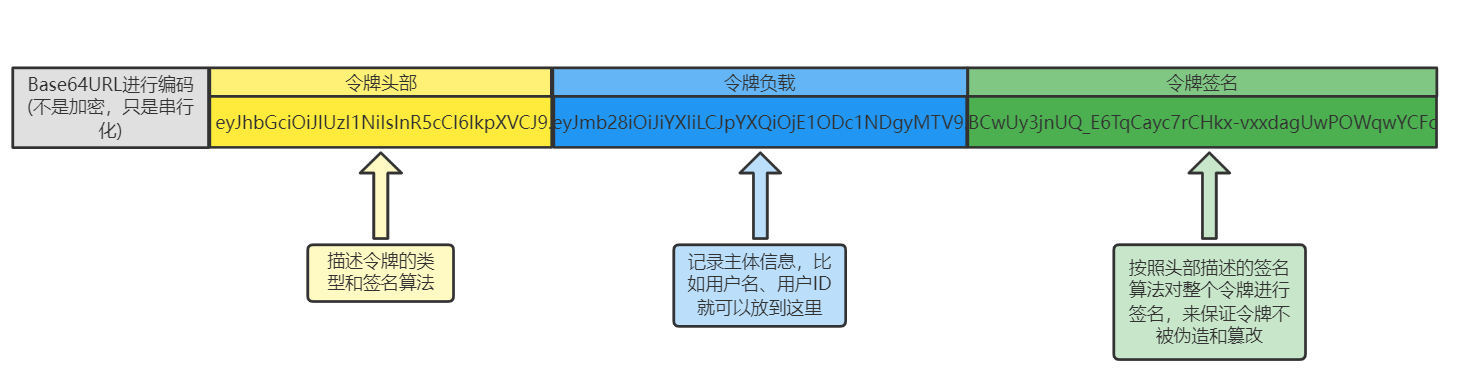 Base64URL进行编码
(不是加密，只是串行
化)
令牌头部
令牌负载
令牌签名
eyJhbGciOiJIUzI1NiIsInR5cCI6IkpXVCJ9.
eyJmb28iOiJiYXIiLCJpYXQiOjE1ODc1NDgyMTV9
BCwUy3jnUQ_E6TqCayc7rCHkx-vxxdagUwPOWqwYCFc
描述令牌的类
型和签名算法
记录主体信息，比
如用户名、用户ID
就可以放到这里
按照头部描述的签名
算法对整个令牌进行
签名，来保证令牌不
被伪造和篡改